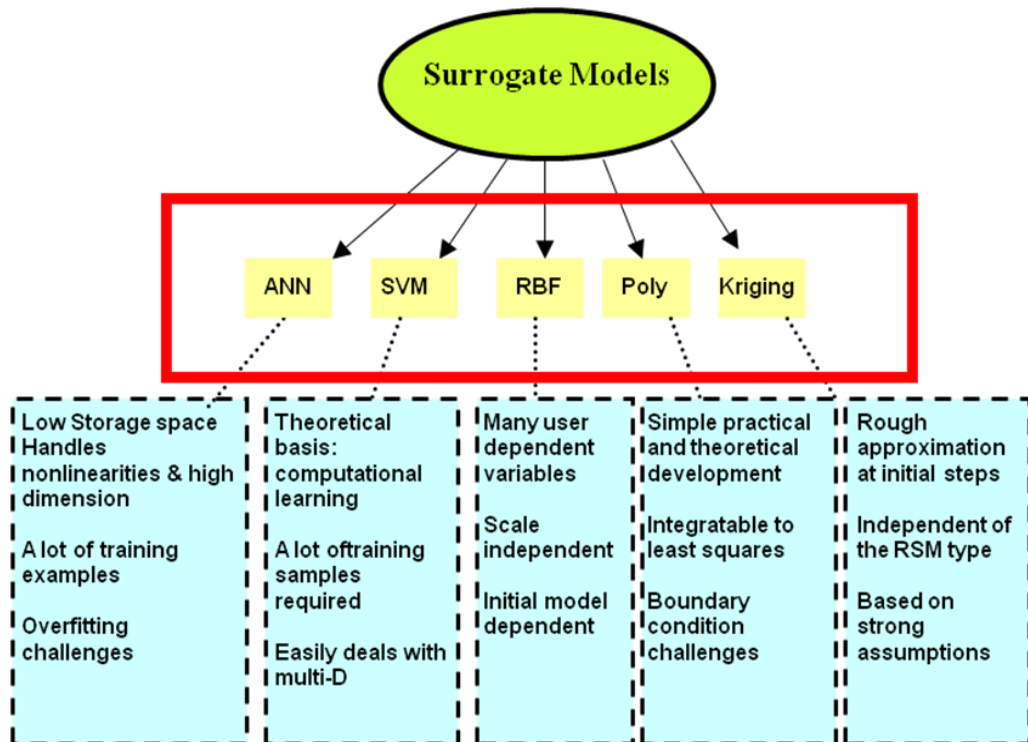 Surrogate Models
ANN
SVM
RBF
Poly
Kriging
Low Storage space
Handles
nonlinearities & high
dimension
A lot of training
examples
Overfitting
challenges
Theoretical
basis:
computational
learning
A lot oftraining
samples
required
Easily deals with
multi-D
Many user
dependent
variables
Scale
independent
Initial model
dependent
Simple practical
and theoretical
development
Integratable to
least squares
Boundary
condition
challenges
Rough
approximation
at initial steps
Independent of
the RSM type
Based on
strong
assumptions